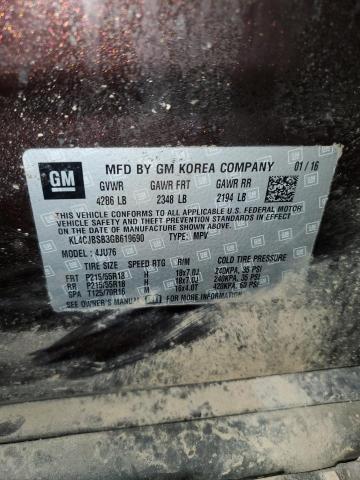 GM
MFD BY GM KOREA COMPANY 01/16
GVWR GAWR FRT GAWR RR
4286 LB 2348 LB 2194 LB
THIS VEHICLE CONFORMS TO ALL APPLICABLE U.S. FEDERAL MOTOR
VEHICLE SAFETY, BUMPER, AND THEFT PREVENTION STANDARDS IN
EFFECT ON THE DATE OF MANUFACTURE SHOWN ABOVE.
KL4CJBSB3GB619690 TYPE: MPV
MODEL: 4JU76
TIRE SIZE SPEED RTG R/M COLD TIRE PRESSURE
FRT P215/55R18 H 18x7.0J 240KPA, 35 PSI
RR P215/55R18 H 18x7.0J 240KPA, 35 PSI
SPA T125/70R16 M 16x4.0T 420KPA, 60 PSI
SEE OWNER'S MANUAL FOR MORE INFORMATION.